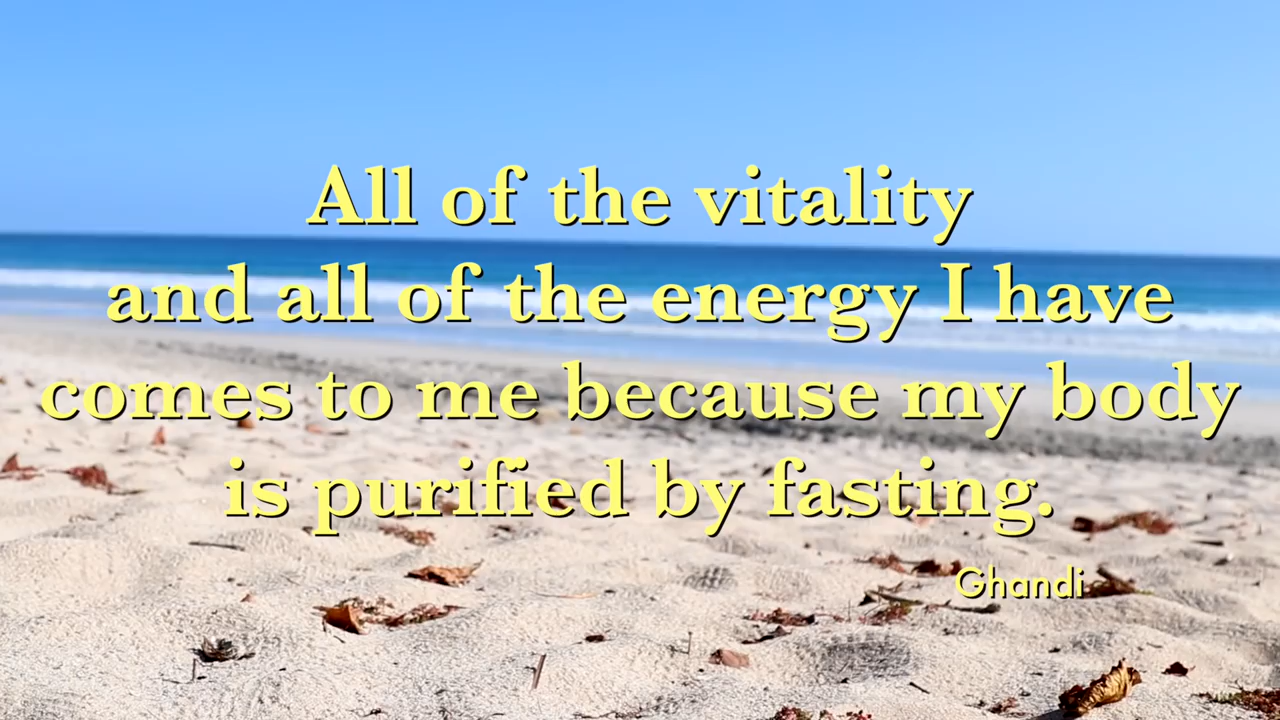 All of the vitality
and all of the energy I have
comes to me because my body
is purified by fasting.
Ghandi